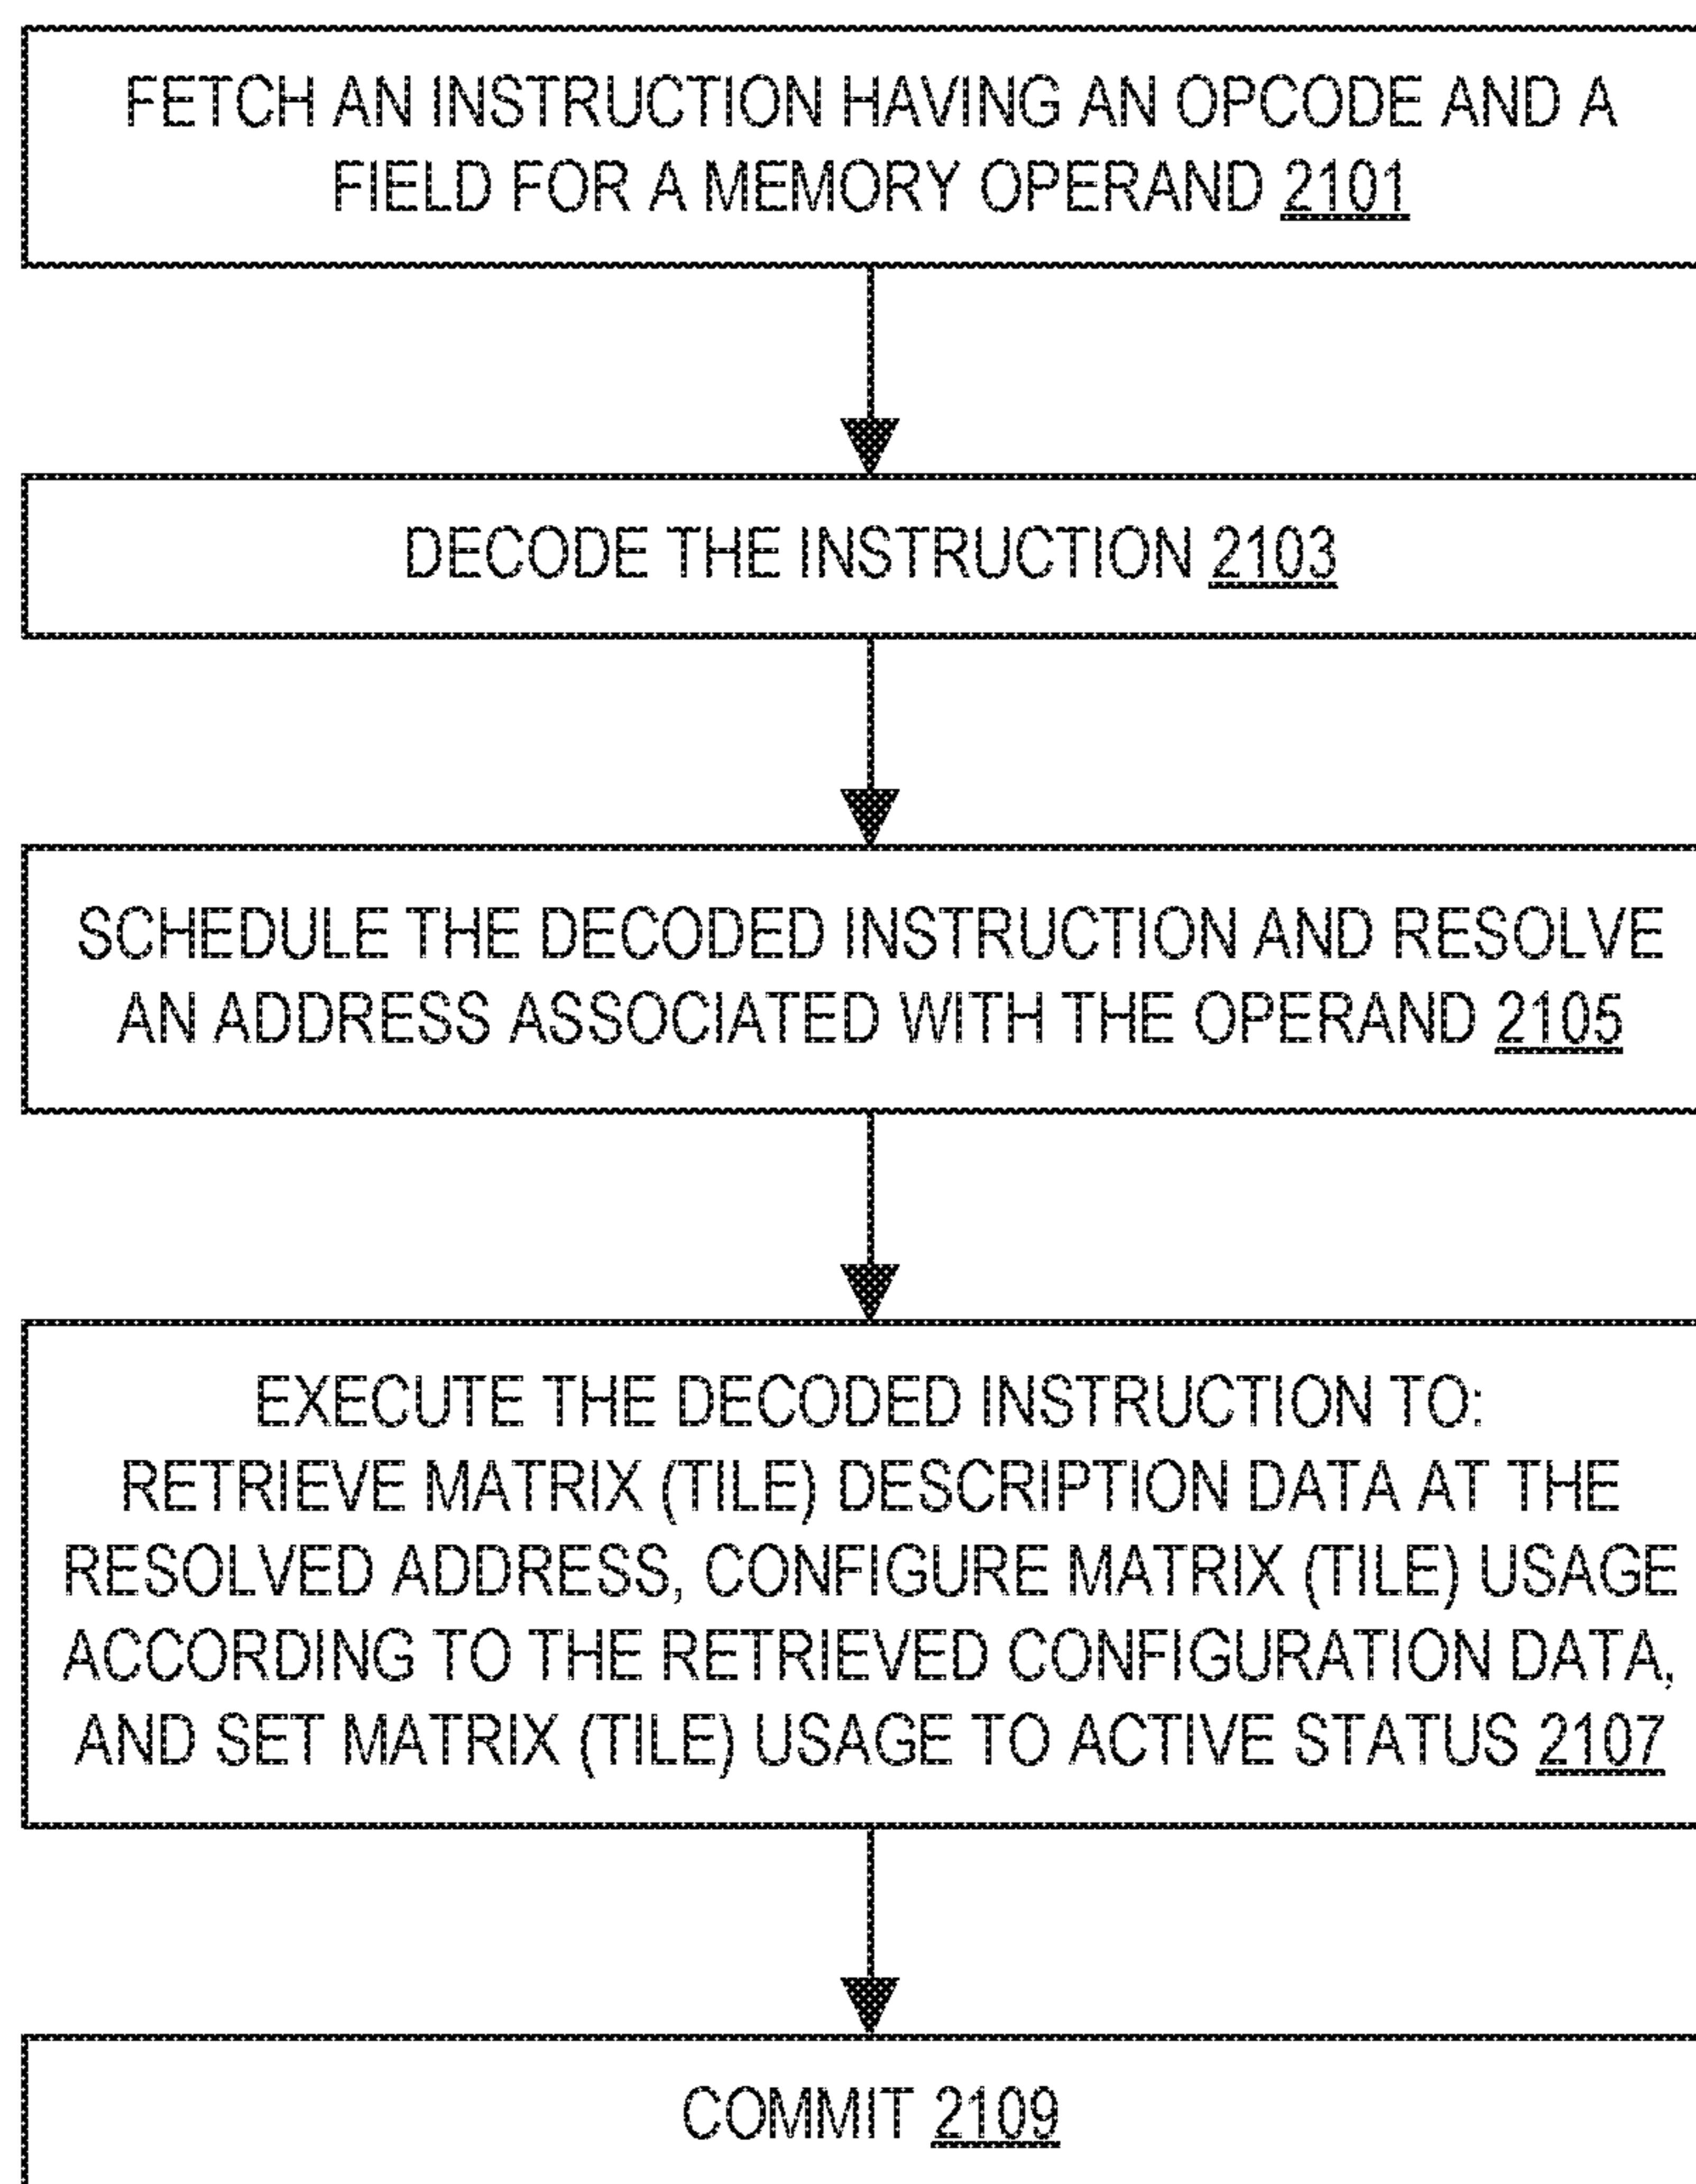 FETCH AN INSTRUCTION HAVING AN OPCODE AND A
FIELD FOR A MEMORY OPERAND 2101
DECODE THE INSTRUCTION 2103
SCHEDULE THE DECODED INSTRUCTION AND RESOLVE
AN ADDRESS ASSOCIATED WITH THE OPERAND 2105
EXECUTE THE DECODED INSTRUCTION TO:
RETRIEVE MATRIX (TILE) DESCRIPTION DATA AT THE
RESOLVED ADDRESS, CONFIGURE MATRIX (TILE) USAGE
ACCORDING TO THE RETRIEVED CONFIGURATION DATA,
AND SET MATRIX (TILE) USAGE TO ACTIVE STATUS 2107
COMMIT 2109